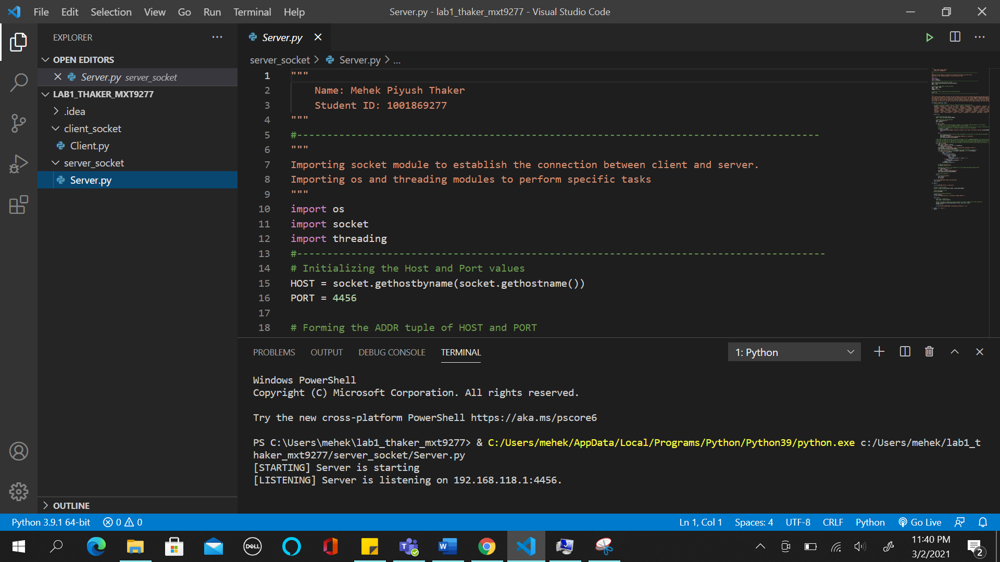 File Edit Selection View Go Run Terminal Help
Server.py - lab1_thaker_mxt9277 - Visual Studio Code
EXPLORER
OPEN EDITORS
Server.py server_socket
LAB1_THAKER_MXT9277
.idea
client_socket
Client.py
server_socket
Server.py
OUTLINE
Server.py
server_socket > Server.py > ...
1 """
2 Name: Mehek Piyush Thaker
3 Student ID: 1001869277
4 """
5 #---------------------------------------------------------------------------------------
6 """
7 Importing socket module to establish the connection between client and server.
8 Importing os and threading modules to perform specific tasks
9 """
10 import os
11 import socket
12 import threading
13 #----------------------------------------------------------------------------------------
14 # Initializing the Host and Port values
15 HOST = socket.gethostbyname(socket.gethostname())
16 PORT = 4456
17
18 # Forming the ADDR tuple of HOST and PORT
PROBLEMS OUTPUT DEBUG CONSOLE TERMINAL
1: Python
Windows PowerShell
Copyright (C) Microsoft Corporation. All rights reserved.
Try the new cross-platform PowerShell https://aka.ms/pscore6
PS C:\Users\mehek\lab1_thaker_mxt9277> & C:/Users/mehek/AppData/Local/Programs/Python/Python39/python.exe c:/Users/mehek/lab1_t
haker_mxt9277/server_socket/Server.py
[STARTING] Server is starting
[LISTENING] Server is listening on 192.168.118.1:4456.
Python 3.9.1 64-bit 0 0
Ln 1, Col 1 Spaces: 4 UTF-8 CRLF Python Go Live
DELL
W
11:40 PM
3/2/2021
2